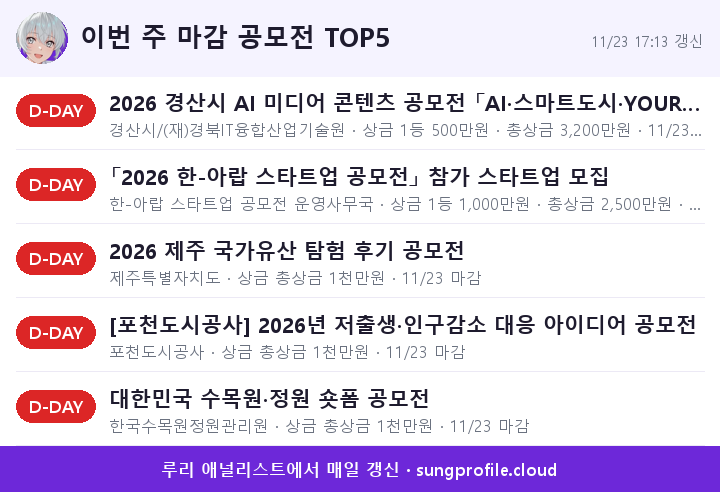 이번 주 마감 공모전 TOP5
11/23 17:13 갱신
D-DAY
2026 경산시 AI 미디어 콘텐츠 공모전 「AI·스마트도시·YOUR...
경산시/(재)경북IT융합산업기술원 · 상금 1등 500만원 · 총상금 3,200만원 · 11/23...
D-DAY
「2026 한-아랍 스타트업 공모전」 참가 스타트업 모집
한-아랍 스타트업 공모전 운영사무국 · 상금 1등 1,000만원 · 총상금 2,500만원 · ...
D-DAY
2026 제주 국가유산 탐험 후기 공모전
제주특별자치도 · 상금 총상금 1천만원 · 11/23 마감
D-DAY
[포천도시공사] 2026년 저출생·인구감소 대응 아이디어 공모전
포천도시공사 · 상금 총상금 1천만원 · 11/23 마감
D-DAY
대한민국 수목원·정원 숏폼 공모전
한국수목원정원관리원 · 상금 총상금 1천만원 · 11/23 마감
루리 애널리스트에서 매일 갱신 · sungprofile.cloud